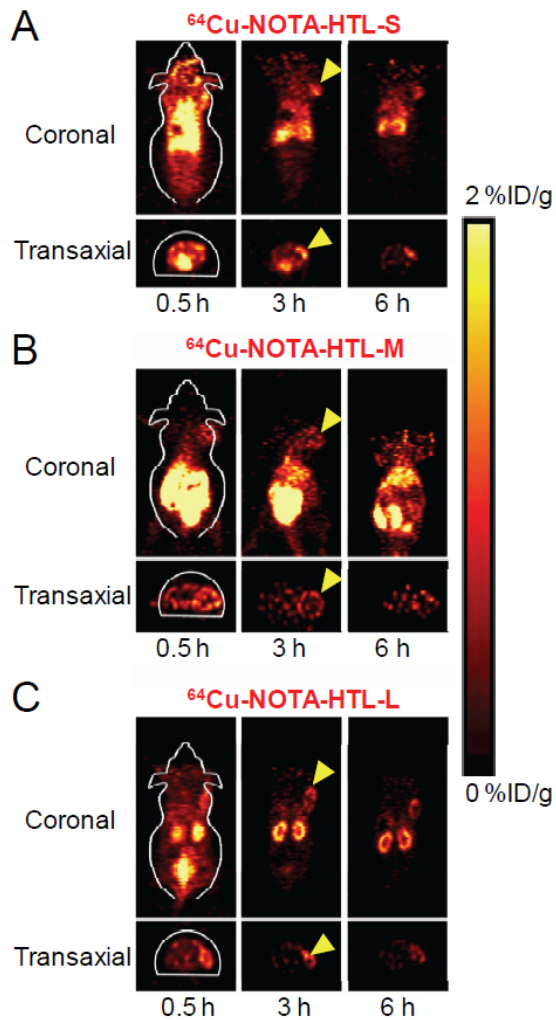 A
⁶⁴Cu-NOTA-HTL-S
Coronal
Transaxial
0.5 h
3 h
6 h
B
⁶⁴Cu-NOTA-HTL-M
Coronal
Transaxial
0.5 h
3 h
6 h
C
⁶⁴Cu-NOTA-HTL-L
Coronal
Transaxial
0.5 h
3 h
6 h
2 %ID/g
0 %ID/g